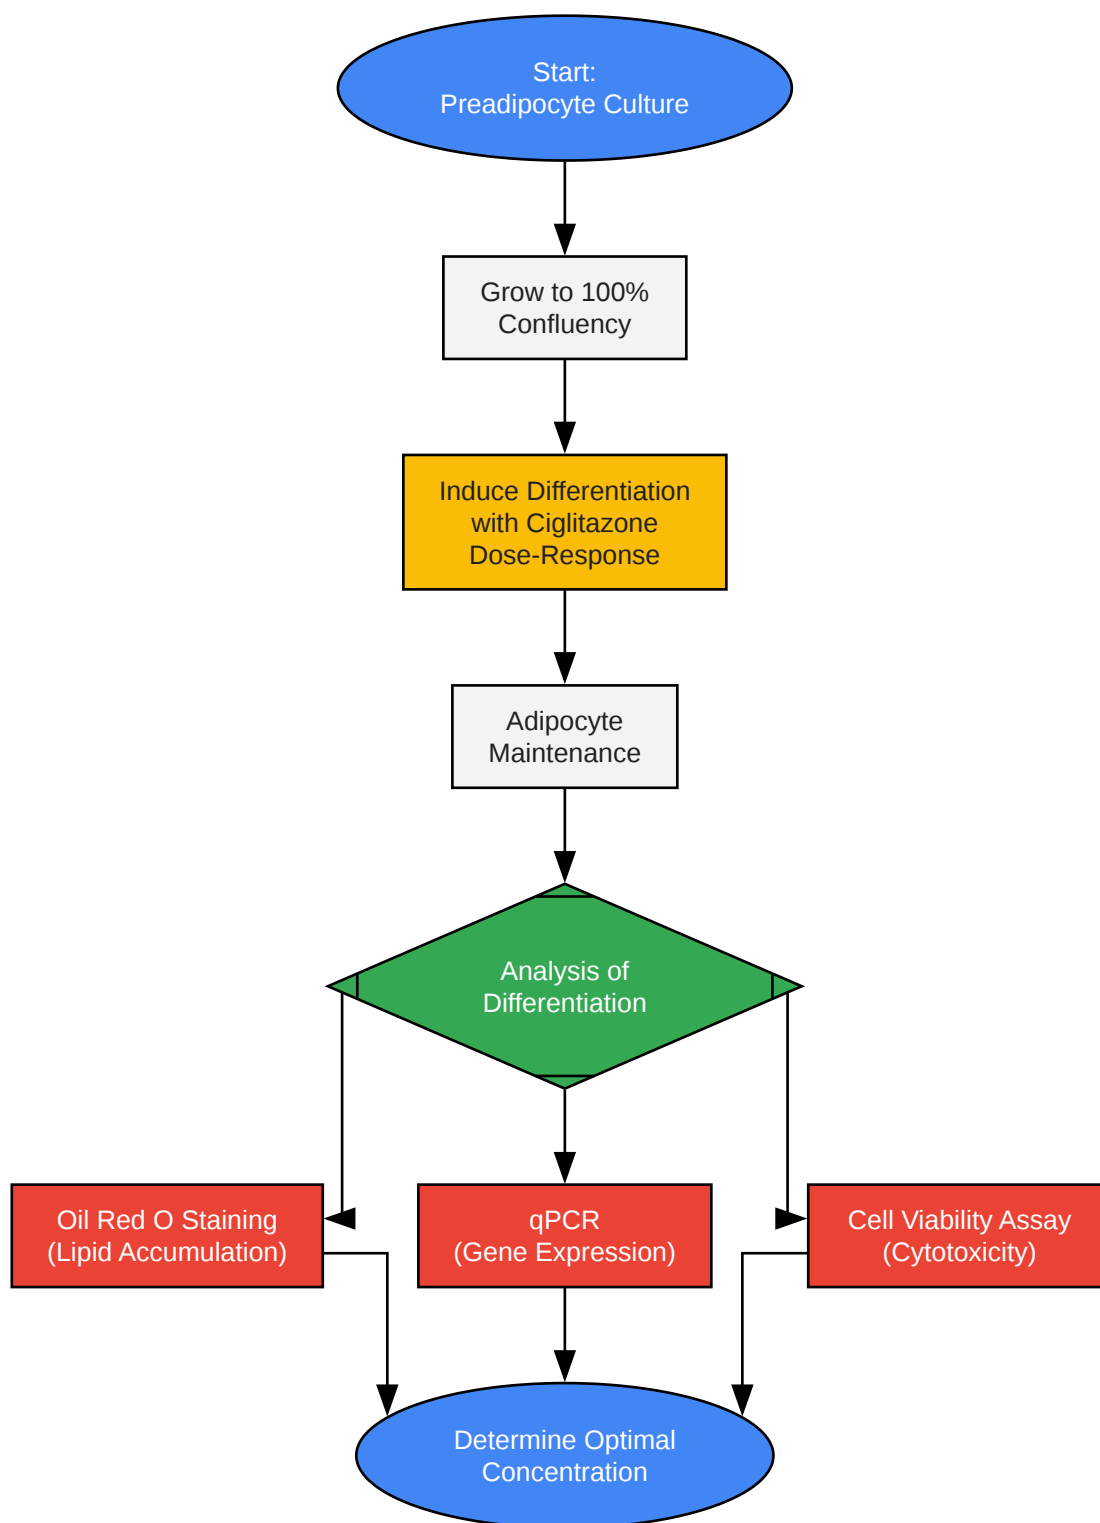 Start:
Preadipocyte Culture
Grow to 100%
Confluency
Induce Differentiation
with Ciglitazone
Dose-Response
Adipocyte
Maintenance
Analysis of
Differentiation
Oil Red O Staining
(Lipid Accumulation)
qPCR
(Gene Expression)
Cell Viability Assay
(Cytotoxicity)
Determine Optimal
Concentration